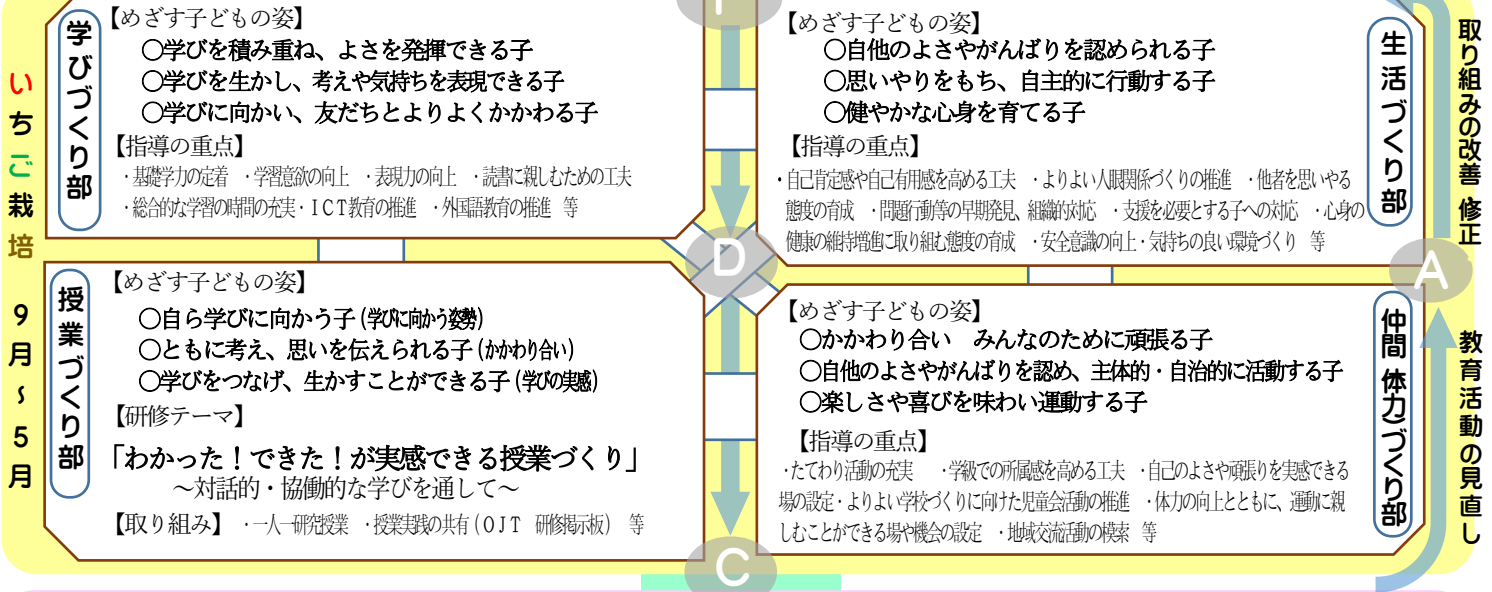 いちご栽培 9月~5月
学びづくり部
【めざす子どもの姿】
○学びを積み重ね、よさを発揮できる子
○学びを生かし、考えや気持ちを表現できる子
○学びに向かい、友だちとよりよくかかわる子
【指導の重点】
・基礎学力の定着 ・学習意欲の向上 ・表現力の向上 ・読書に親しむための工夫
・総合的な学習の時間の充実・ICT教育の推進 ・外国語教育の推進 等
生活づくり部
【めざす子どもの姿】
○自他のよさやがんばりを認められる子
○思いやりをもち、自主的に行動する子
○健やかな心身を育てる子
【指導の重点】
・自己肯定感や自己有用感を高める工夫 ・よりよい人間関係づくりの推進 ・他者を思いやる
態度の育成 ・問題行動等の早期発見、組織的対応 ・支援を必要とする子への対応 ・心身の
健康の維持増進に取り組む態度の育成 ・安全意識の向上・気持ちの良い環境づくり 等
取り組みの改善 修正
D
A
授業づくり部
【めざす子どもの姿】
○自ら学びに向かう子(学びに向かう姿勢)
○ともに考え、思いを伝えられる子(かかわり合い)
○学びをつなげ、生かすことができる子(学びの実感)
【研修テーマ】
「わかった!できた!が実感できる授業づくり」
~対話的・協働的な学びを通して~
【取り組み】 ・一人一研究授業 ・授業実践の共有(OJT 研修掲示板) 等
仲間(体力)づくり部
【めざす子どもの姿】
○かかわり合い みんなのために頑張る子
○自他のよさやがんばりを認め、主体的・自治的に活動する子
○楽しさや喜びを味わい運動する子
【指導の重点】
・たてわり活動の充実 ・学級での所属感を高める工夫 ・自己のよさや頑張りを実感できる
場の設定・よりよい学校づくりに向けた児童会活動の推進 ・体力の向上とともに、運動に親
しむことができる場や機会の設定 ・地域交流活動の模索 等
教育活動の見直し
C